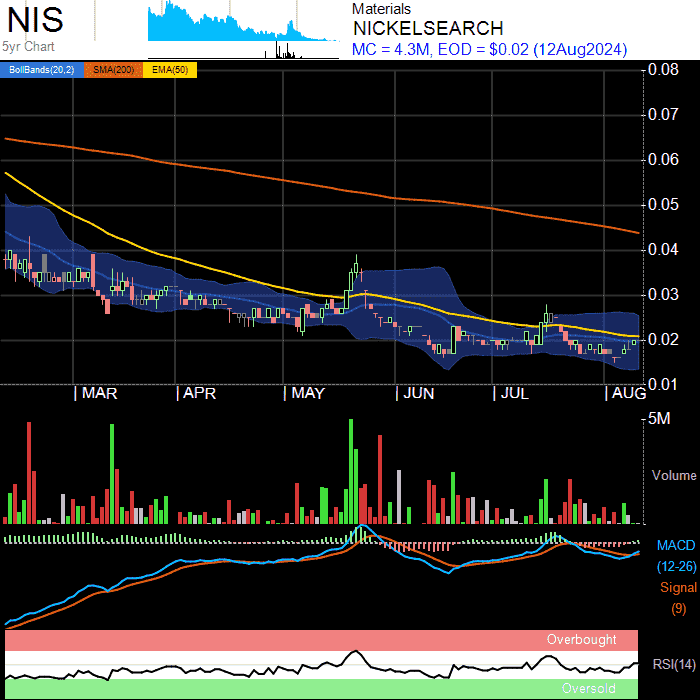 NIS
5yr Chart
Materials
NICKELSEARCH
MC = 4.3M, EOD = $0.02 (12Aug2024)
BollBands(20,2) SMA(200) EMA(50)
0.08
0.07
0.06
0.05
0.04
0.03
0.02
0.01
MAR APR MAY JUN JUL AUG
5M
Volume
MACD
(12-26)
Signal
(9)
Overbought
RSI(14)
Oversold